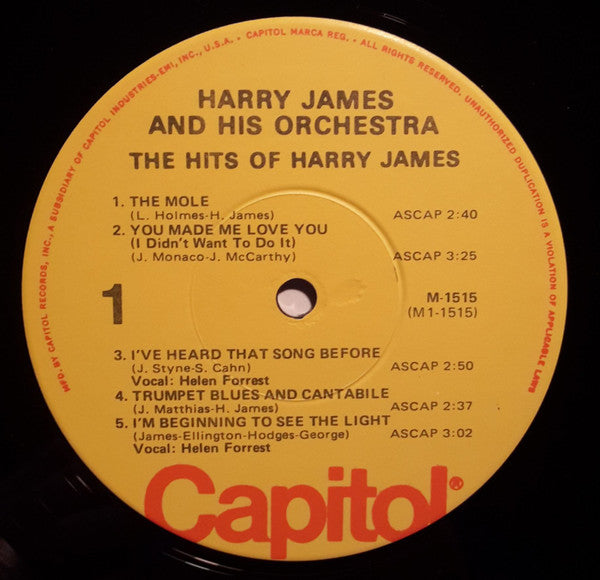 MFD. BY CAPITOL RECORDS, INC., A SUBSIDIARY OF CAPITOL INDUSTRIES-EMI, INC., U.S.A. • CAPITOL MARCA REG. • ALL RIGHTS RESERVED. UNAUTHORIZED DUPLICATION IS A VIOLATION OF APPLICABLE LAWS
HARRY JAMES
AND HIS ORCHESTRA
THE HITS OF HARRY JAMES
1. THE MOLE
(L. Holmes-H. James) ASCAP 2:40
2. YOU MADE ME LOVE YOU
(I Didn't Want To Do It)
(J. Monaco-J. McCarthy) ASCAP 3:25
1
M-1515
(M1-1515)
3. I'VE HEARD THAT SONG BEFORE
(J. Styne-S. Cahn) ASCAP 2:50
Vocal: Helen Forrest
4. TRUMPET BLUES AND CANTABILE
(J. Matthias-H. James) ASCAP 2:37
5. I'M BEGINNING TO SEE THE LIGHT
(James-Ellington-Hodges-George) ASCAP 3:02
Vocal: Helen Forrest
Capitol®